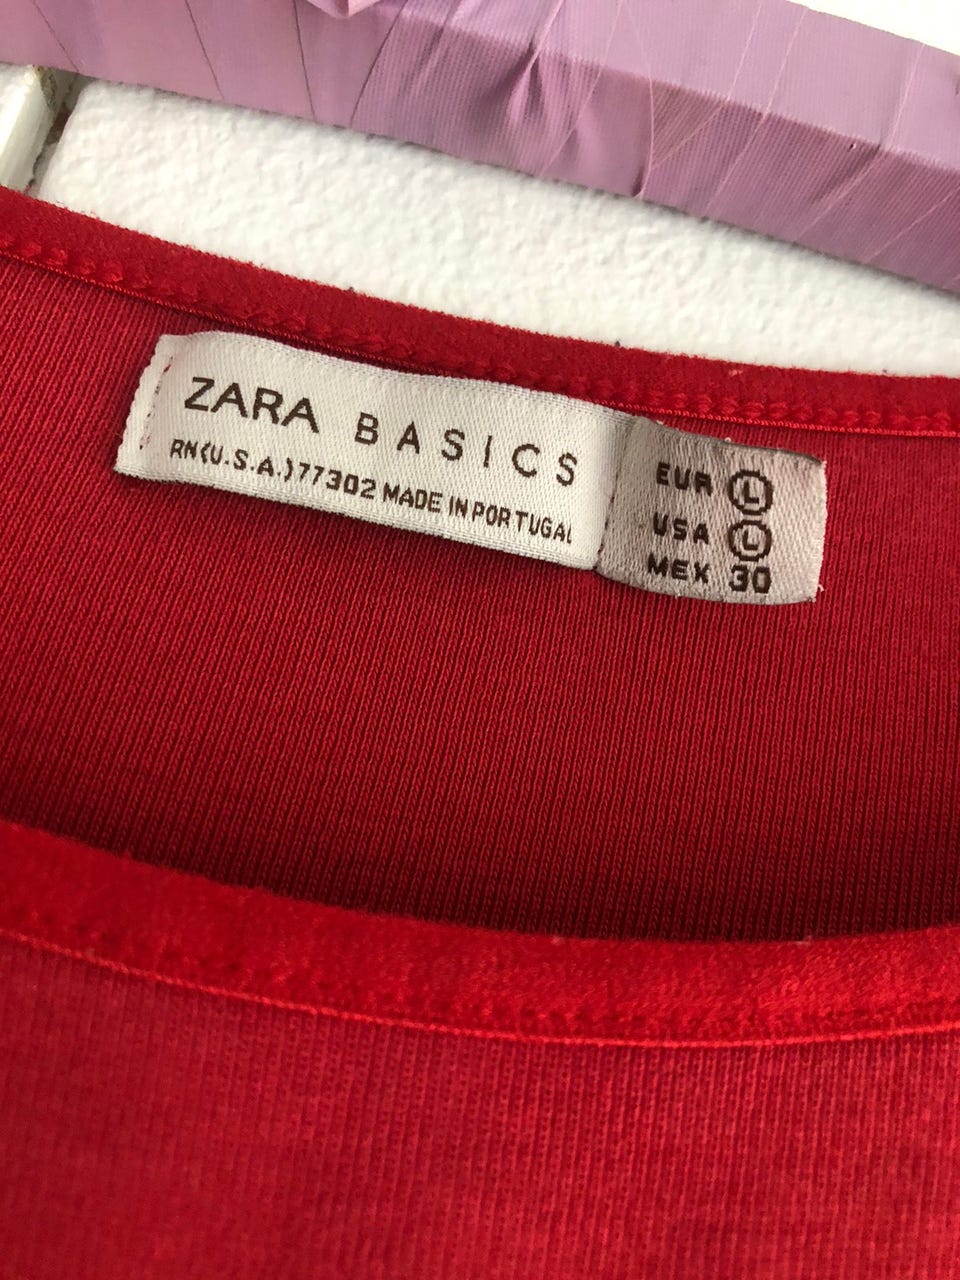 ZARA BASICS
RN(U.S.A.)77302 MADE IN PORTUGAL
EUR L
USA L
MEX 30